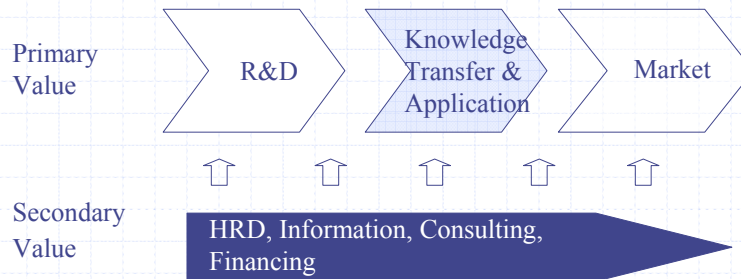 Primary
Value
R&D
Knowledge
Transfer &
Application
Market
Secondary
Value
HRD, Information, Consulting,
Financing